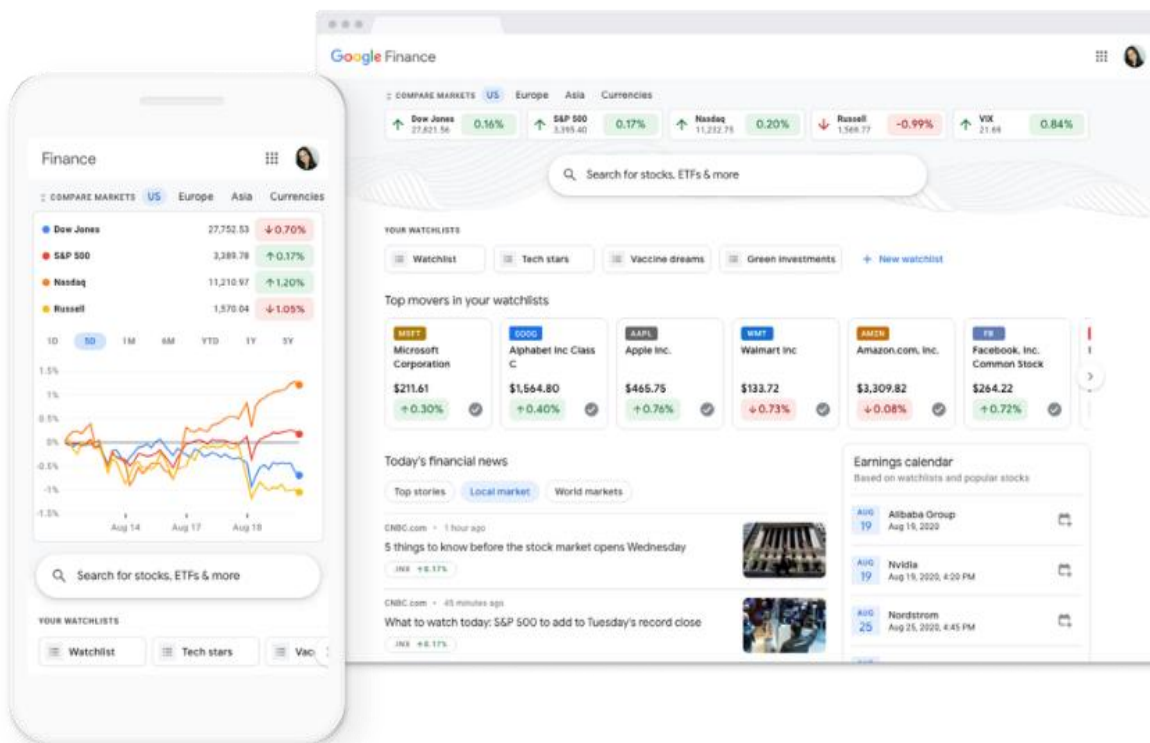 Finance
COMPARE MARKETS US Europe Asia Currencies
Dow Jones 27,752.53 ↓0.70%
S&P 500 3,389.78 ↑0.17%
Nasdaq 11,210.97 ↑1.20%
Russell 1,570.04 ↓1.05%
1D 5D 1M 6M YTD 1Y 5Y
1.5%
1%
0.5%
0%
-0.5%
-1%
-1.5%
Aug 14 Aug 17 Aug 18
Search for stocks, ETFs & more
YOUR WATCHLISTS
Watchlist Tech stars Vac
Google Finance
COMPARE MARKETS US Europe Asia Currencies
Dow Jones 0.16% S&P 500 0.17% Nasdaq 0.20% Russell -0.99% VIX 0.84%
27,821.56 3,395.40 11,232.75 1,569.77 21.69
Search for stocks, ETFs & more
YOUR WATCHLISTS
Watchlist Tech stars Vaccine dreams Green investments + New watchlist
Top movers in your watchlists
MSFT GOOG AAPL WMT AMZN FB
Microsoft Alphabet Inc Class Apple Inc. Walmart Inc Amazon.com, Inc. Facebook, Inc.
Corporation C Common Stock
$211.61 $1,564.80 $465.75 $133.72 $3,309.82 $264.22
↑0.30% ↑0.40% ↑0.76% ↓0.73% ↓0.08% ↑0.72%
Today's financial news
Top stories Local market World markets
CNBC.com • 1 hour ago
5 things to know before the stock market opens Wednesday
.INX ↑0.17%
CNBC.com • 45 minutes ago
What to watch today: S&P 500 to add to Tuesday's record close
.INX ↑0.17%
Earnings calendar
Based on watchlists and popular stocks
AUG Alibaba Group
19 Aug 19, 2020
AUG Nvidia
19 Aug 19, 2020, 4:20 PM
AUG Nordstrom
25 Aug 25, 2020, 4:45 PM